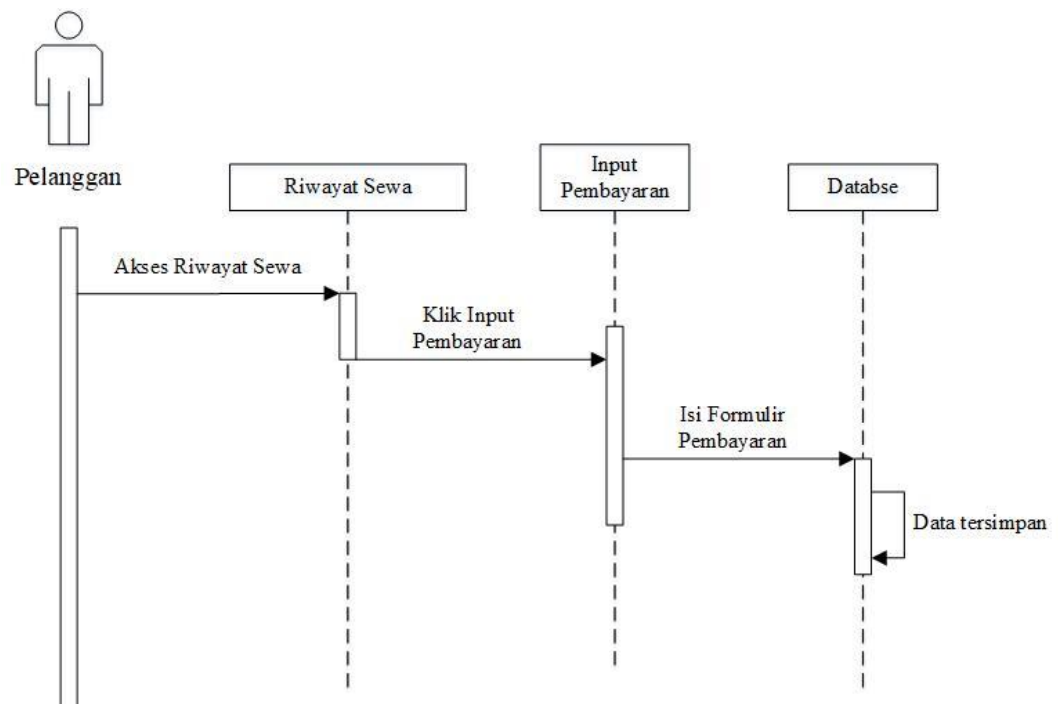 Pelanggan
Riwayat Sewa
Input
Pembayaran
Databse
Akses Riwayat Sewa
Klik Input
Pembayaran
Isi Formulir
Pembayaran
Data tersimpan